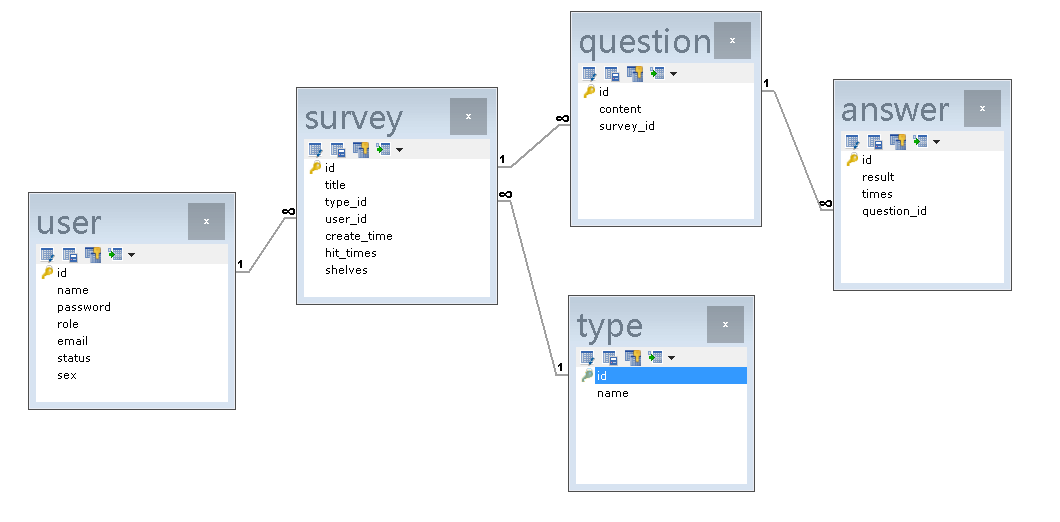 user
id
name
password
role
email
status
sex
1
∞
survey
id
title
type_id
user_id
create_time
hit_times
shelves
1
∞
question
id
content
survey_id
1
∞
answer
id
result
times
question_id
∞
1
type
id
name